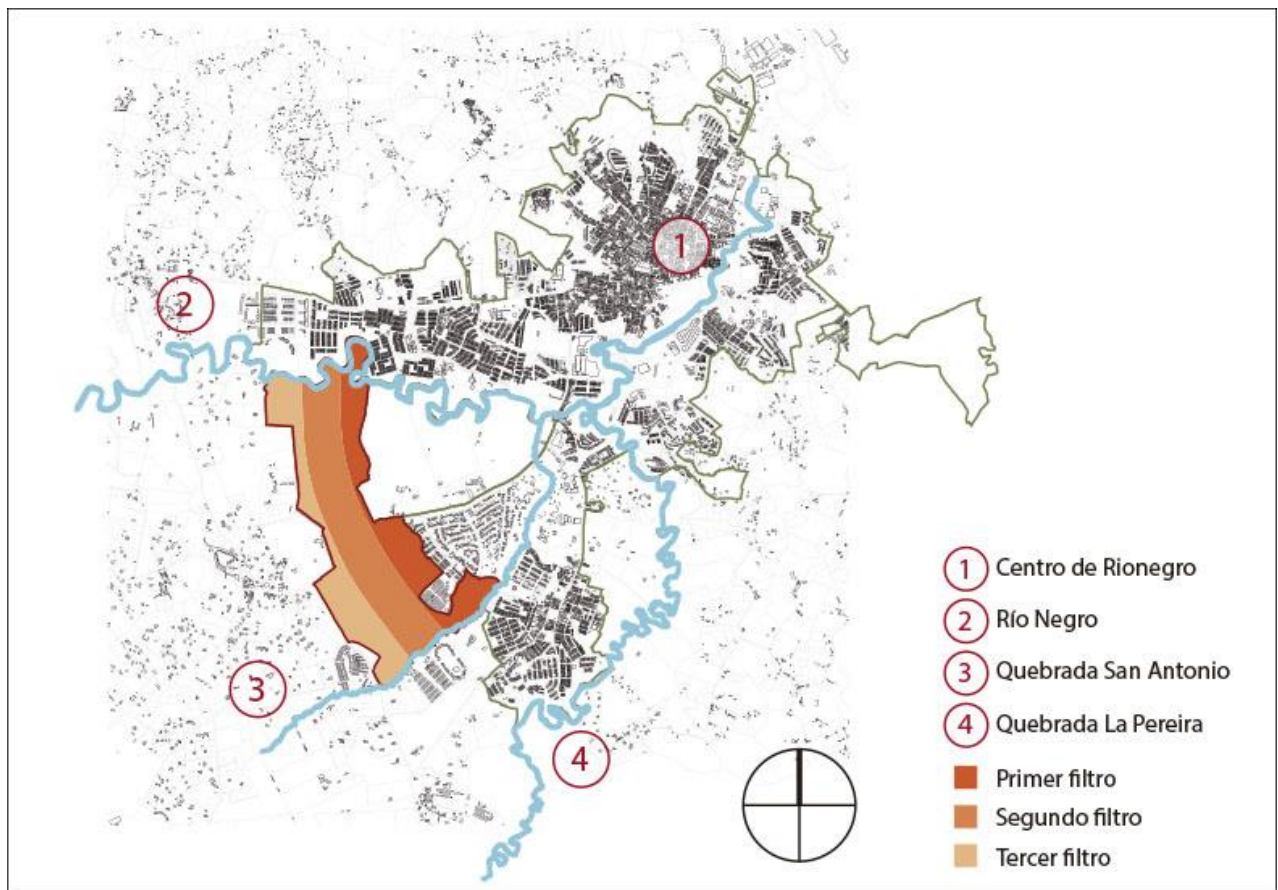 1
2
3
4
1 Centro de Rionegro
2 Río Negro
3 Quebrada San Antonio
4 Quebrada La Pereira
Primer filtro
Segundo filtro
Tercer filtro